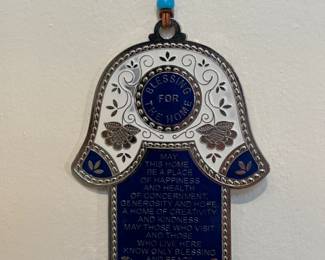 BLESSING
FOR
THE HOME
MAY
THIS HOME
BE A PLACE
OF HAPPINESS
AND HEALTH
OF CONCERNMENT
GENEROSITY AND HOPE
A HOME OF CREATIVITY
AND KINDNESS
MAY THOSE WHO VISIT
AND THOSE
WHO LIVE HERE
KNOW ONLY BLESSING